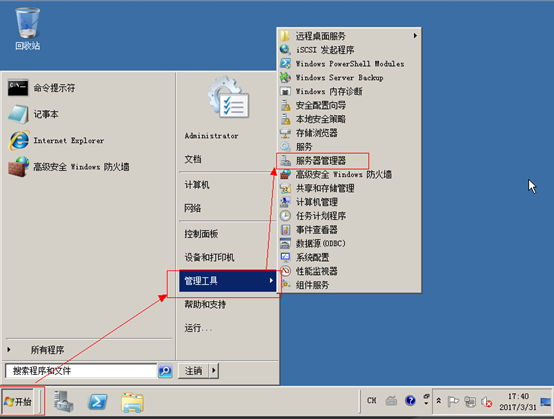 回收站
命令提示符
记事本
Internet Explorer
高级安全 Windows 防火墙
所有程序
搜索程序和文件
Administrator
文档
计算机
网络
控制面板
设备和打印机
管理工具
帮助和支持
运行...
注销
远程桌面服务
iSCSI 发起程序
Windows PowerShell Modules
Windows Server Backup
Windows 内存诊断
安全配置向导
本地安全策略
存储浏览器
服务
服务器管理器
高级安全 Windows 防火墙
共享和存储管理
计算机管理
任务计划程序
事件查看器
数据源(ODBC)
系统配置
性能监视器
组件服务
开始
CH
17:40
2017/3/31